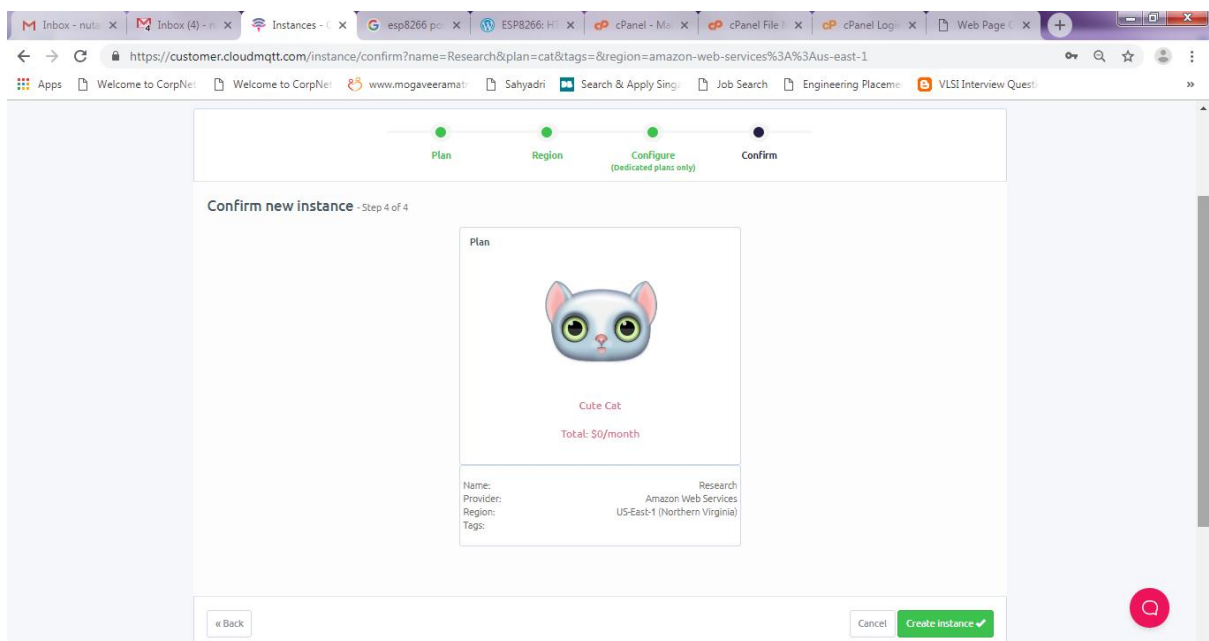 Inbox - nuta
Inbox (4) - n
Instances - C
esp8266 po
ESP8266: HT
cPanel - Ma
cPanel File M
cPanel Logi
Web Page C
https://customer.cloudmqtt.com/instance/confirm?name=Research&plan=cat&tags=&region=amazon-web-services%3A%3Aus-east-1
Apps
Welcome to CorpNet
Welcome to CorpNet
www.mogaveeramatr
Sahyadri
Search & Apply Singa
Job Search
Engineering Placeme
VLSI Interview Questi
»
Plan
Region
Configure
(Dedicated plans only)
Confirm
Confirm new instance - Step 4 of 4
Plan
Cute Cat
Total: $0/month
Name: Research
Provider: Amazon Web Services
Region: US-East-1 (Northern Virginia)
Tags:
« Back
Cancel
Create instance ✔